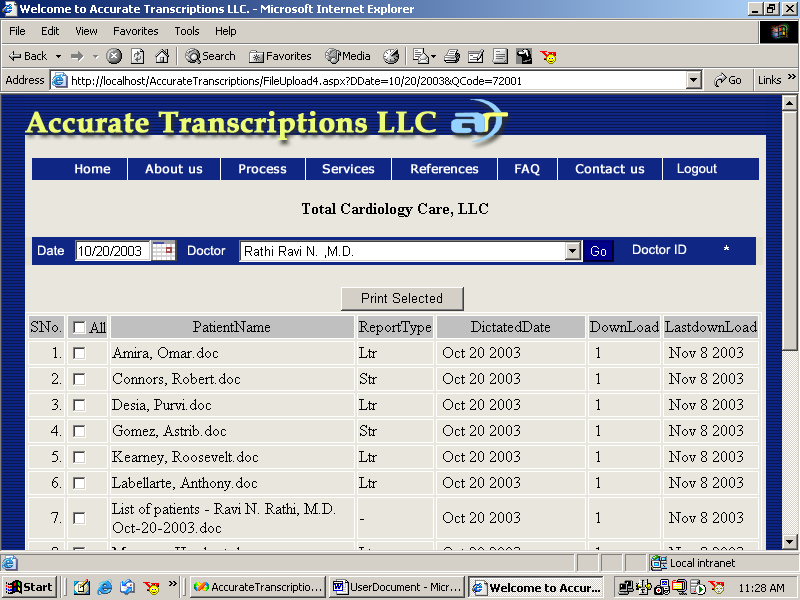 Welcome to Accurate Transcriptions LLC. - Microsoft Internet Explorer
File Edit View Favorites Tools Help
Back Search Favorites Media
Address http://localhost/AccurateTranscriptions/FileUpload4.aspx?DDate=10/20/2003&QCode=72001 Go Links »
Accurate Transcriptions LLC at
Home About us Process Services References FAQ Contact us Logout
Total Cardiology Care, LLC
Date 10/20/2003 Doctor Rathi Ravi N. ,M.D. Go Doctor ID *
Print Selected
SNo. All PatientName ReportType DictatedDate DownLoad LastdownLoad
1. Amira, Omar.doc Ltr Oct 20 2003 1 Nov 8 2003
2. Connors, Robert.doc Str Oct 20 2003 1 Nov 8 2003
3. Desia, Purvi.doc Ltr Oct 20 2003 1 Nov 8 2003
4. Gomez, Astrib.doc Str Oct 20 2003 1 Nov 8 2003
5. Kearney, Roosevelt.doc Ltr Oct 20 2003 1 Nov 8 2003
6. Labellarte, Anthony.doc Ltr Oct 20 2003 1 Nov 8 2003
7. List of patients - Ravi N. Rathi, M.D. - Oct 20 2003 1 Nov 8 2003
Oct-20-2003.doc
Local intranet
Start » AccurateTranscriptio... UserDocument - Micr... Welcome to Accur... 11:28 AM